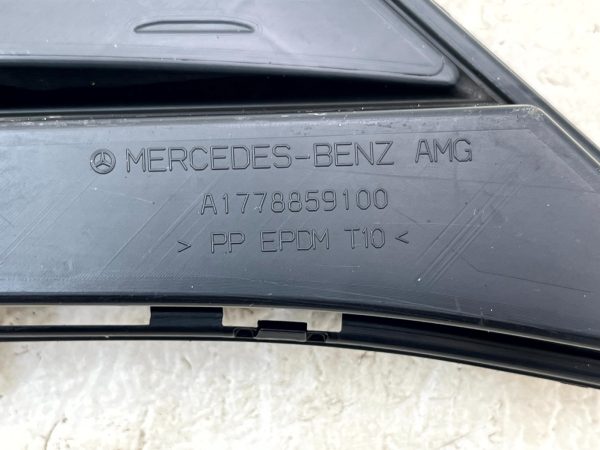 MERCEDES-BENZ AMG
A1778859100
> PP EPDM T10 <